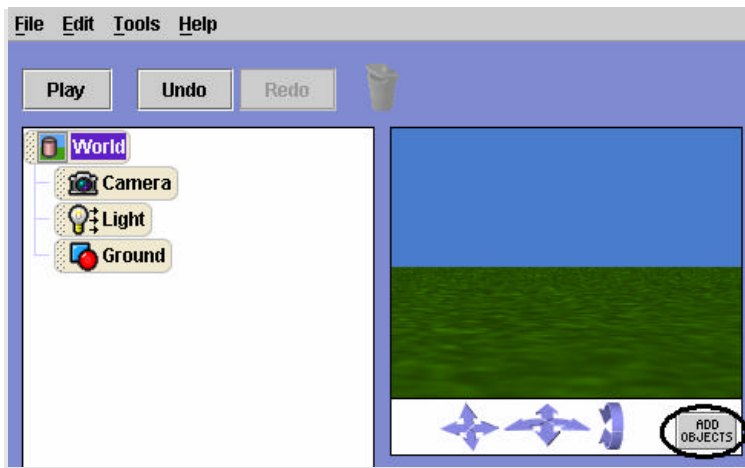 File Edit Tools Help
Play Undo Redo
World
Camera
Light
Ground
ADD
OBJECTS